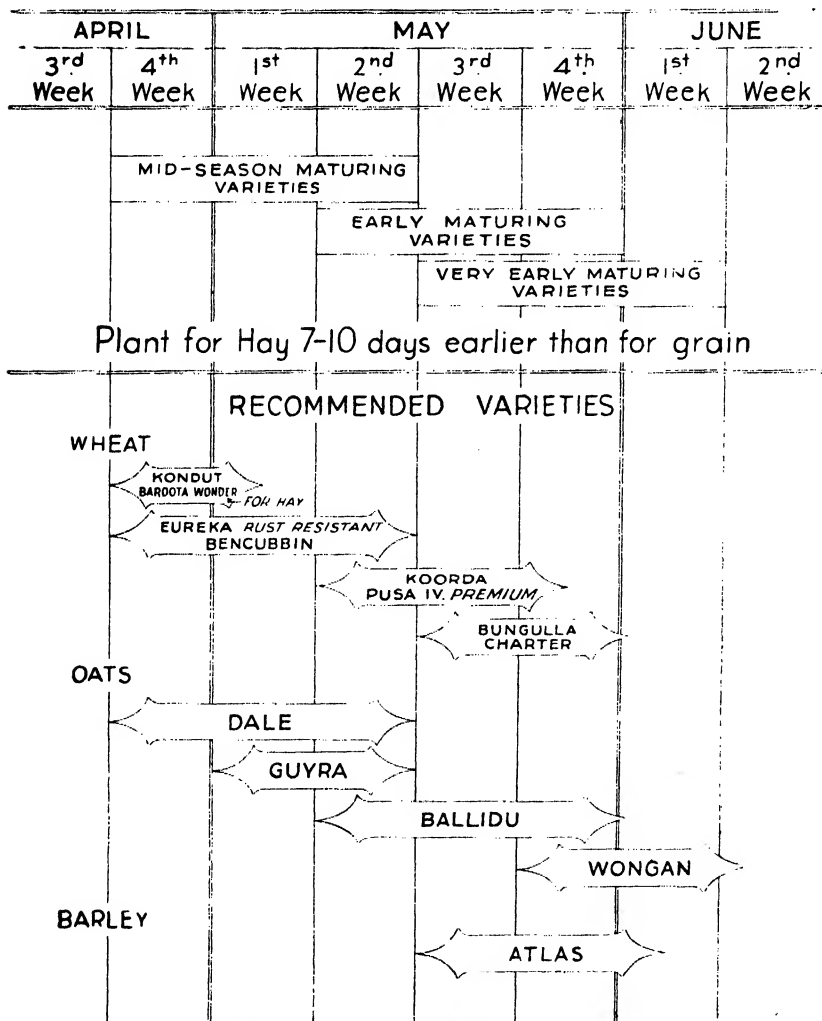 APRIL MAY JUNE
3rd 4th 1st 2nd 3rd 4th 1st 2nd
Week Week Week Week Week Week Week Week
MID-SEASON MATURING
VARIETIES
EARLY MATURING
VARIETIES
VERY EARLY MATURING
VARIETIES
Plant for Hay 7-10 days earlier than for grain
RECOMMENDED VARIETIES
WHEAT
KONDUT
BAROOTA WONDER
FOR HAY
EUREKA RUST RESISTANT
BENCUBBIN
KOORDA
PUSA IV. PREMIUM
BUNGULLA
CHARTER
OATS
DALE
GUYRA
BALLIDU
WONGAN
BARLEY
ATLAS